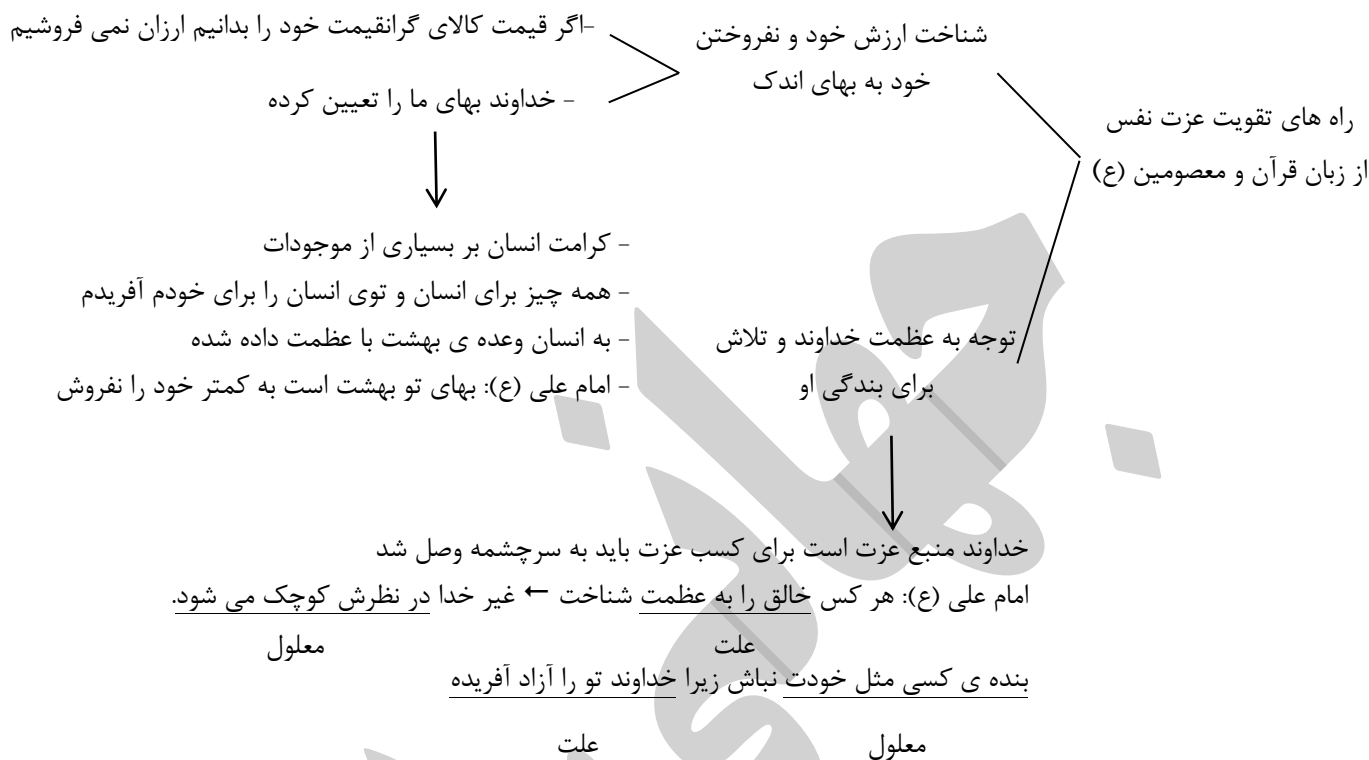 راه های تقویت عزت نفس
از زبان قرآن و معصومین (ع)
شناخت ارزش خود و نفروختن
خود به بهای اندک
-اگر قیمت کالای گرانقیمت خود را بدانیم ارزان نمی فروشیم
- خداوند بهای ما را تعیین کرده
- کرامت انسان بر بسیاری از موجودات
- همه چیز برای انسان و توی انسان را برای خودم آفریدم
- به انسان وعده ی بهشت با عظمت داده شده
- امام علی (ع): بهای تو بهشت است به کمتر خود را نفروش
توجه به عظمت خداوند و تلاش
برای بندگی او
خداوند منبع عزت است برای کسب عزت باید به سرچشمه وصل شد
امام علی (ع): هر کس خالق را به عظمت شناخت ← غیر خدا در نظرش کوچک می شود.
علت معلول
بنده ی کسی مثل خودت نباش زیرا خداوند تو را آزاد آفریده
معلول علت